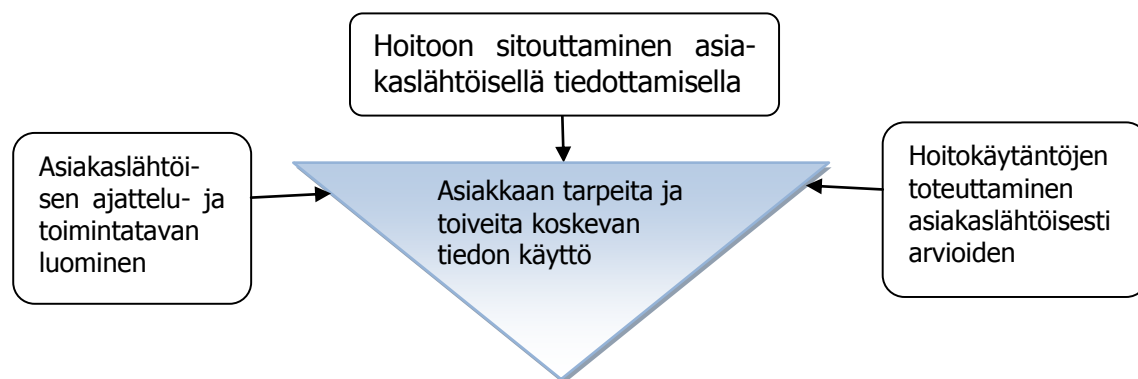 Hoitoon sitouttaminen asia-
kaslähtöisellä tiedottamisella
Asiakaslähtöi-
sen ajattelu- ja
toimintatavan
luominen
Asiakkaan tarpeita ja
toiveita koskevan
tiedon käyttö
Hoitokäytäntöjen
toteuttaminen
asiakaslähtöisesti
arvioiden